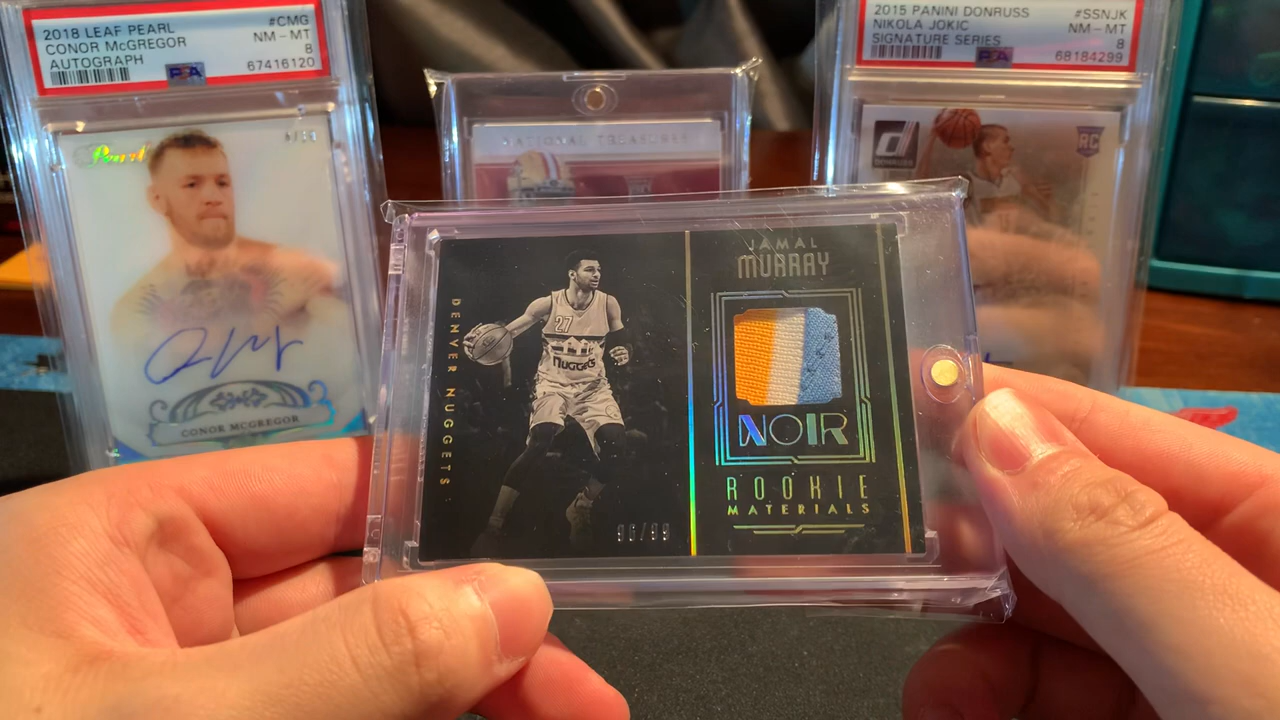 2018 LEAF PEARL #CMG
CONOR McGREGOR NM-MT
AUTOGRAPH 8
PSA 67416120
Pearl
CONOR MCGREGOR
NATIONAL TREASURES
2015 PANINI DONRUSS #SSNJK
NIKOLA JOKIC NM-MT
SIGNATURE SERIES 8
PSA 68184299
DONRUSS
RC
JAMAL
MURRAY
DENVER NUGGETS
27
NUGGETS
NOIR
ROOKIE
MATERIALS